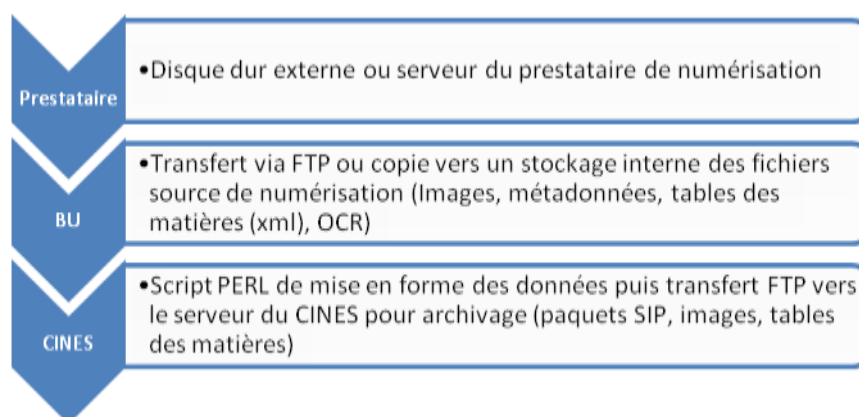 Prestataire
•Disque dur externe ou serveur du prestataire de numérisation
BU
•Transfert via FTP ou copie vers un stockage interne des fichiers
source de numérisation (Images, métadonnées, tables des
matières (xml), OCR)
CINES
•Script PERL de mise en forme des données puis transfert FTP vers
le serveur du CINES pour archivage (paquets SIP, images, tables
des matières)